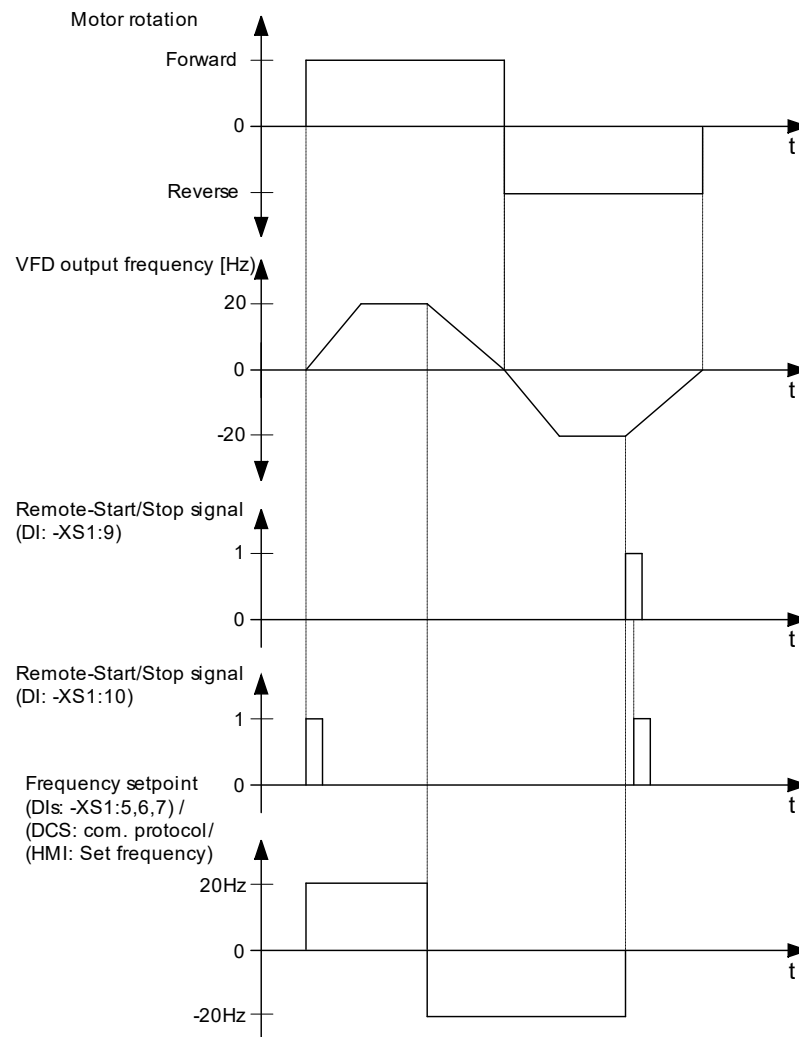 Motor rotation
Forward
0
t
Reverse
VFD output frequency [Hz]
20
0
t
-20
Remote-Start/Stop signal
(DI: -XS1:9)
1
0
t
Remote-Start/Stop signal
(DI: -XS1:10)
1
0
t
Frequency setpoint
(DIs: -XS1:5,6,7) /
(DCS: com. protocol/
(HMI: Set frequency)
20Hz
0
t
-20Hz